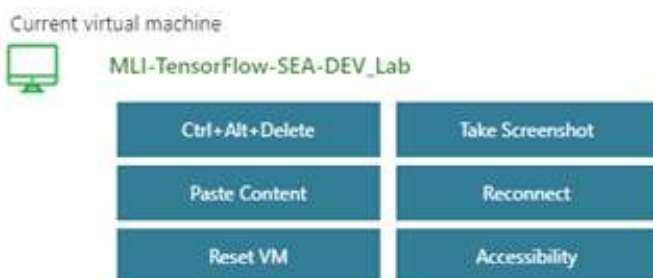 Current virtual machine
MLI-TensorFlow-SEA-DEV_Lab
Ctrl+Alt+Delete
Take Screenshot
Paste Content
Reconnect
Reset VM
Accessibility